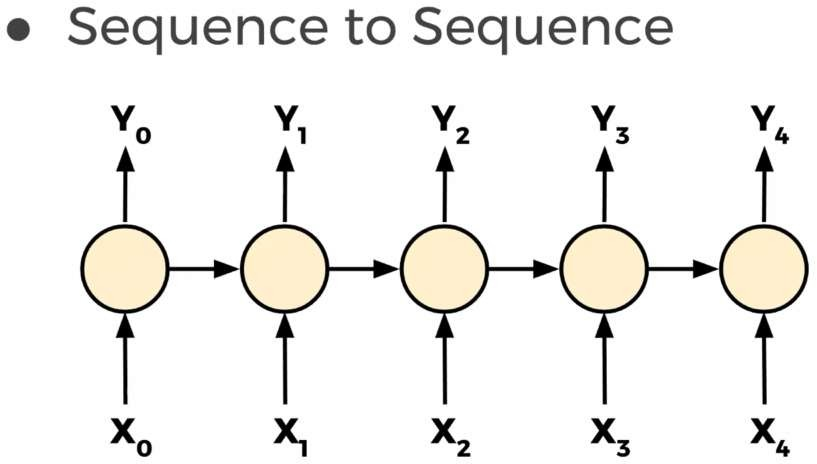 ● Sequence to Sequence
Y0 Y1 Y2 Y3 Y4
X0 X1 X2 X3 X4